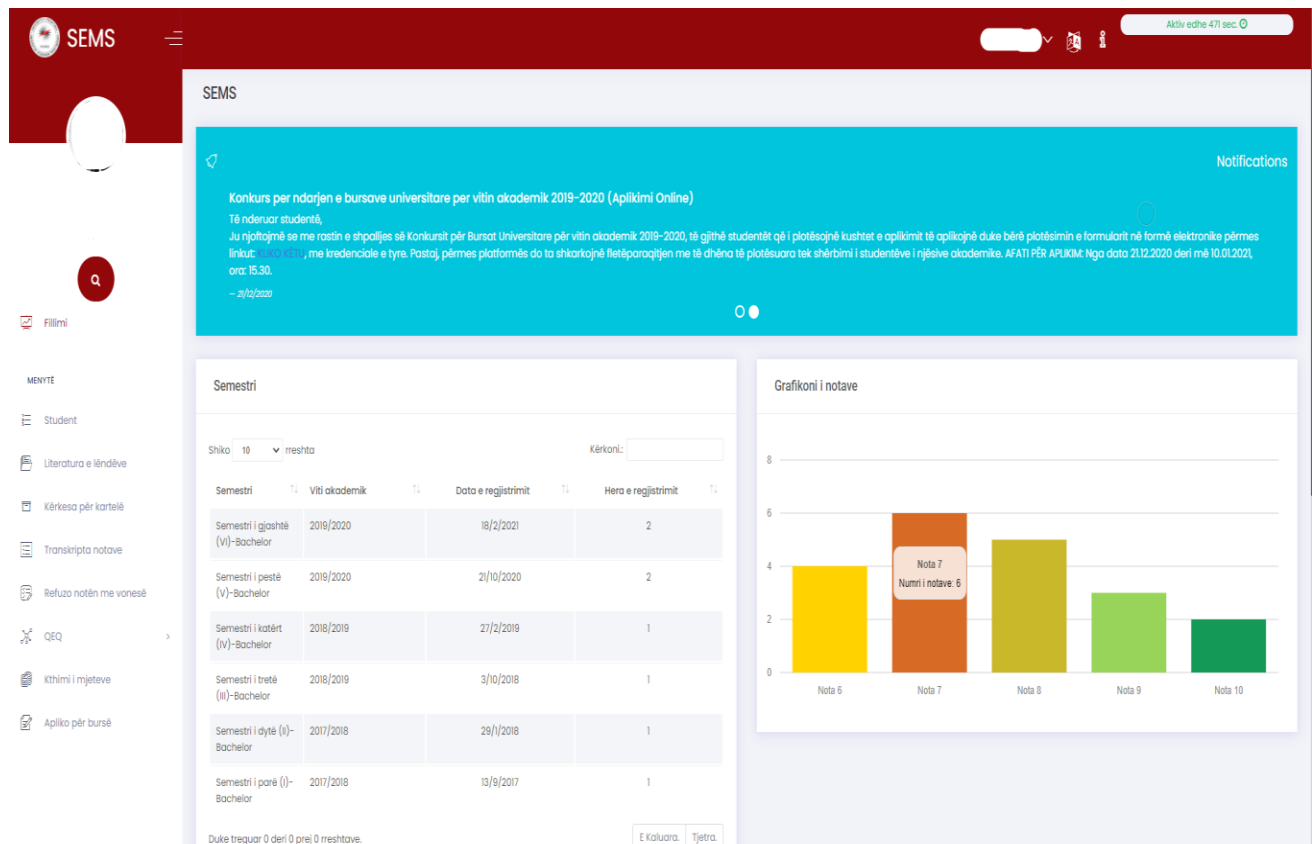 SEMS
Aktiv edhe 471 sec.
SEMS
Notifications
Konkurs per ndarjen e bursave universitare per vitin akademik 2019-2020 (Aplikimi Online)
Të nderuar studentë,
Ju njoftojmë se me rastin e shpalljes së Konkursit për Bursat Universitare për vitin akademik 2019-2020, të gjithë studentët që i plotësojnë kushtet e aplikimit të aplikojnë duke bërë plotësimin e formularit në formë elektronike përmes
linkut: KLIKO KËTU, me kredenciale e tyre. Pastaj, përmes platformës do ta shkarkojnë fletëparaqitjen me të dhëna të plotësuara tek shërbimi i studentëve i njësive akademike. AFATI PËR APLIKIM: Nga data 21.12.2020 deri më 10.01.2021,
ora: 15.30.
— 21/12/2020
Fillimi
MENYTË
Student
Literatura e lëndëve
Kërkesa për kartelë
Transkripta notave
Refuzo notën me vonesë
QEQ
Kthimi i mjeteve
Apliko për bursë
Semestri
Shiko 10 rreshta
Kërkoni.:
Semestri Viti akademik Data e regjistrimit Hera e regjistrimit
Semestri i gjashtë 2019/2020 18/2/2021 2
(VI)-Bachelor
Semestri i pestë 2019/2020 21/10/2020 2
(V)-Bachelor
Semestri i katërt 2018/2019 27/2/2019 1
(IV)-Bachelor
Semestri i tretë 2018/2019 3/10/2018 1
(III)-Bachelor
Semestri i dytë (II)- 2017/2018 29/1/2018 1
Bachelor
Semestri i parë (I)- 2017/2018 13/9/2017 1
Bachelor
Duke treguar 0 deri 0 prej 0 rreshtave.
E Kaluara. Tjetra.
Grafikoni i notave
8
6
4
2
0
Nota 7
Numri i notave: 6
Nota 6 Nota 7 Nota 8 Nota 9 Nota 10